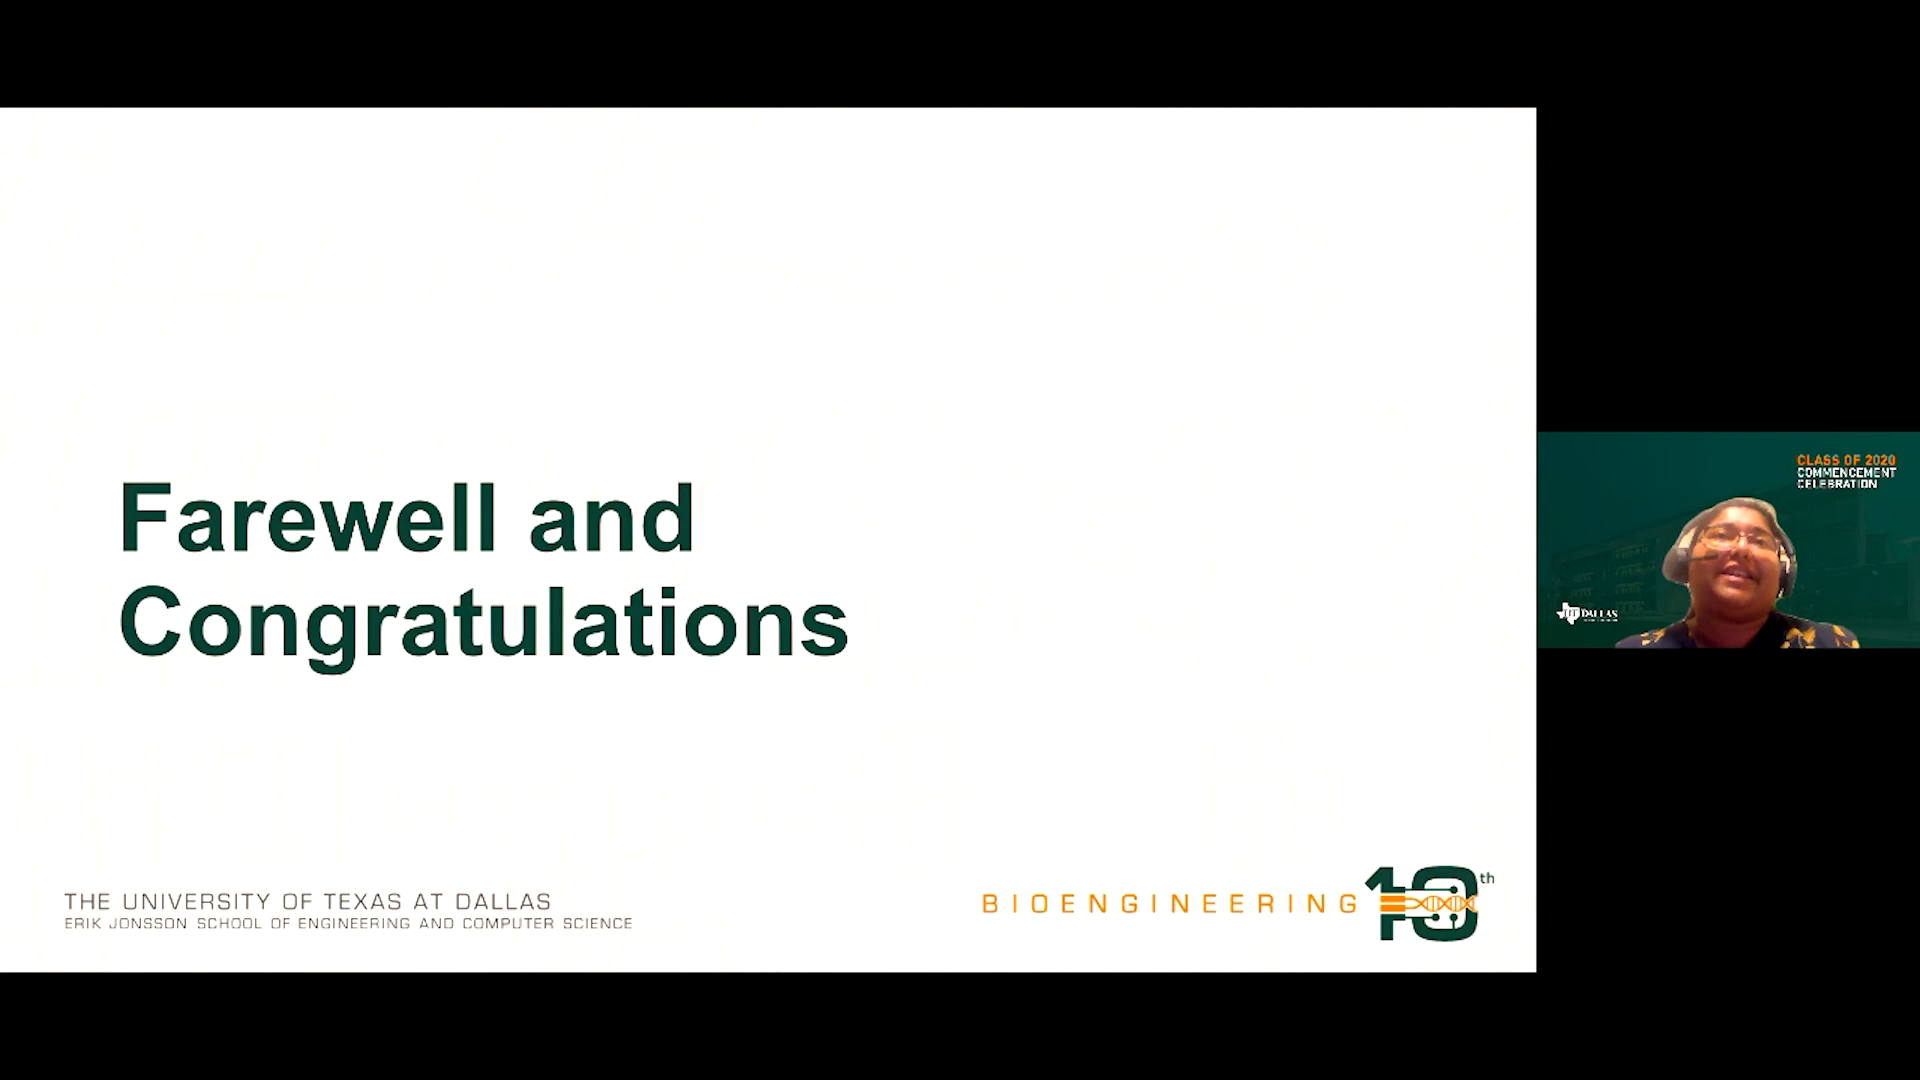 Farewell and
Congratulations
THE UNIVERSITY OF TEXAS AT DALLAS
ERIK JONSSON SCHOOL OF ENGINEERING AND COMPUTER SCIENCE
BIOENGINEERING 10th
CLASS OF 2020
COMMENCEMENT
CELEBRATION
UT DALLAS